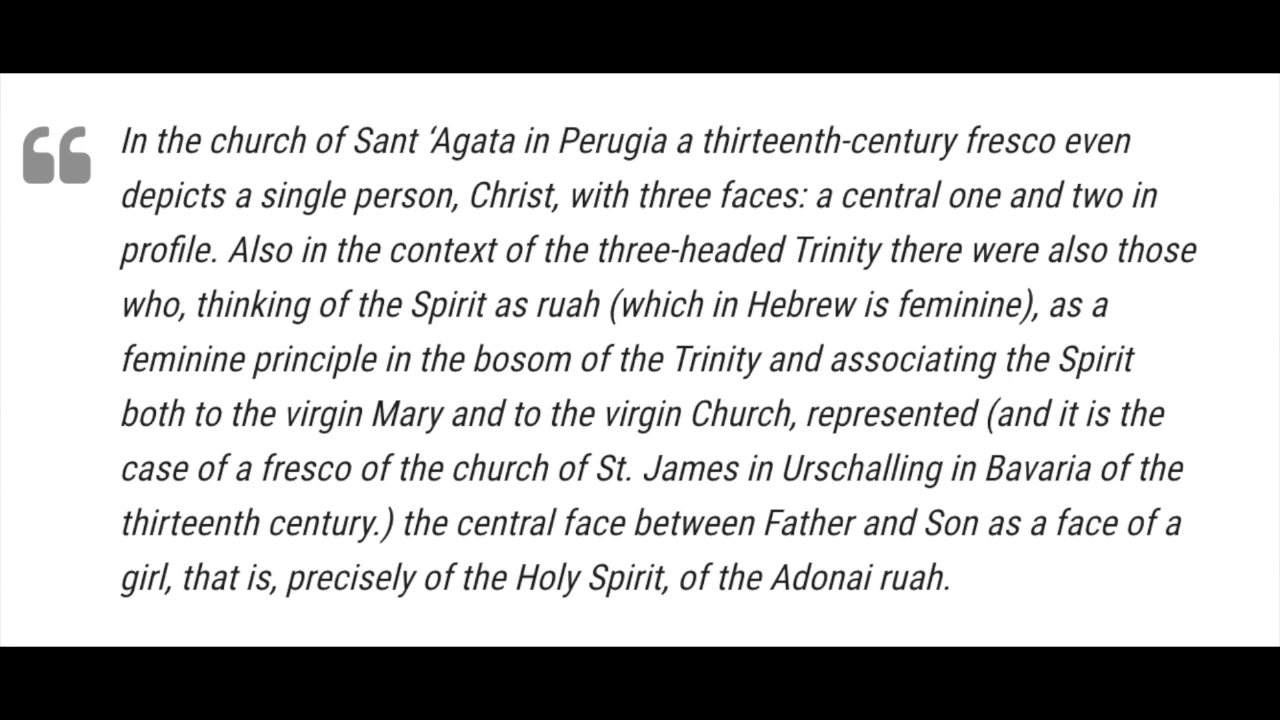 In the church of Sant ‘Agata in Perugia a thirteenth-century fresco even
depicts a single person, Christ, with three faces: a central one and two in
profile. Also in the context of the three-headed Trinity there were also those
who, thinking of the Spirit as ruah (which in Hebrew is feminine), as a
feminine principle in the bosom of the Trinity and associating the Spirit
both to the virgin Mary and to the virgin Church, represented (and it is the
case of a fresco of the church of St. James in Urschalling in Bavaria of the
thirteenth century.) the central face between Father and Son as a face of a
girl, that is, precisely of the Holy Spirit, of the Adonai ruah.